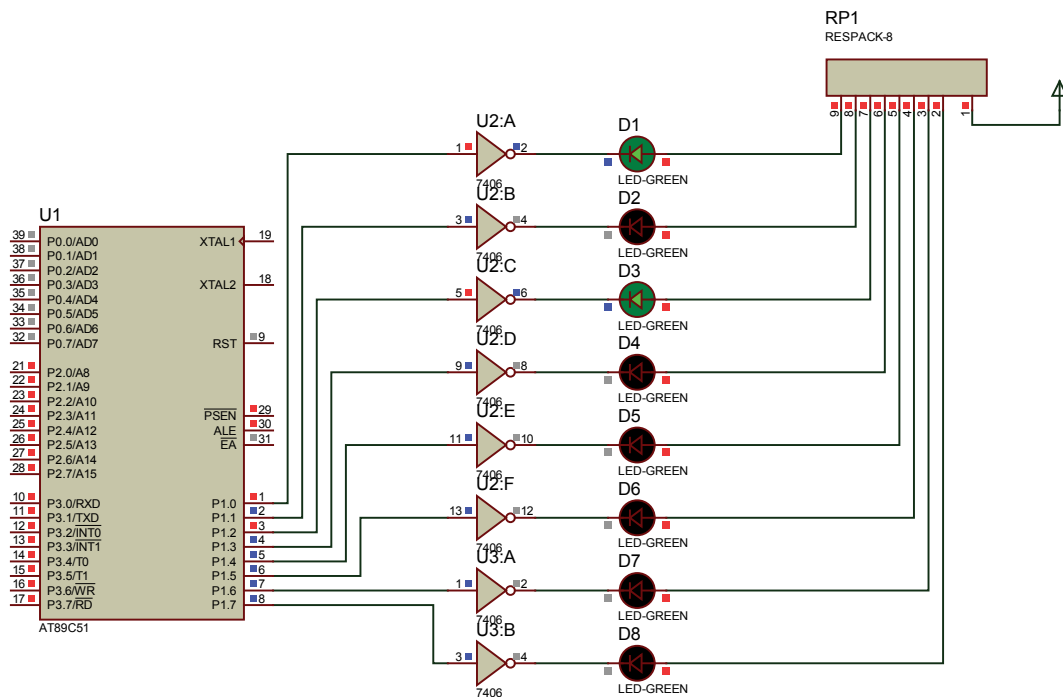 RP1
RESPACK-8
9 8 7 6 5 4 3 2 1
U2:A
1 2
7406
D1
LED-GREEN
U2:B
3 4
7406
D2
LED-GREEN
U2:C
5 6
7406
D3
LED-GREEN
U2:D
9 8
7406
D4
LED-GREEN
U2:E
11 10
7406
D5
LED-GREEN
U2:F
13 12
7406
D6
LED-GREEN
U3:A
1 2
7406
D7
LED-GREEN
U3:B
3 4
7406
D8
LED-GREEN
U1
39 P0.0/AD0 XTAL1 19
38 P0.1/AD1
37 P0.2/AD2
36 P0.3/AD3 XTAL2 18
35 P0.4/AD4
34 P0.5/AD5
33 P0.6/AD6
32 P0.7/AD7 RST 9
21 P2.0/A8
22 P2.1/A9
23 P2.2/A10
24 P2.3/A11 PSEN 29
25 P2.4/A12 ALE 30
26 P2.5/A13 EA 31
27 P2.6/A14
28 P2.7/A15
10 P3.0/RXD P1.0 1
11 P3.1/TXD P1.1 2
12 P3.2/INT0 P1.2 3
13 P3.3/INT1 P1.3 4
14 P3.4/T0 P1.4 5
15 P3.5/T1 P1.5 6
16 P3.6/WR P1.6 7
17 P3.7/RD P1.7 8
AT89C51